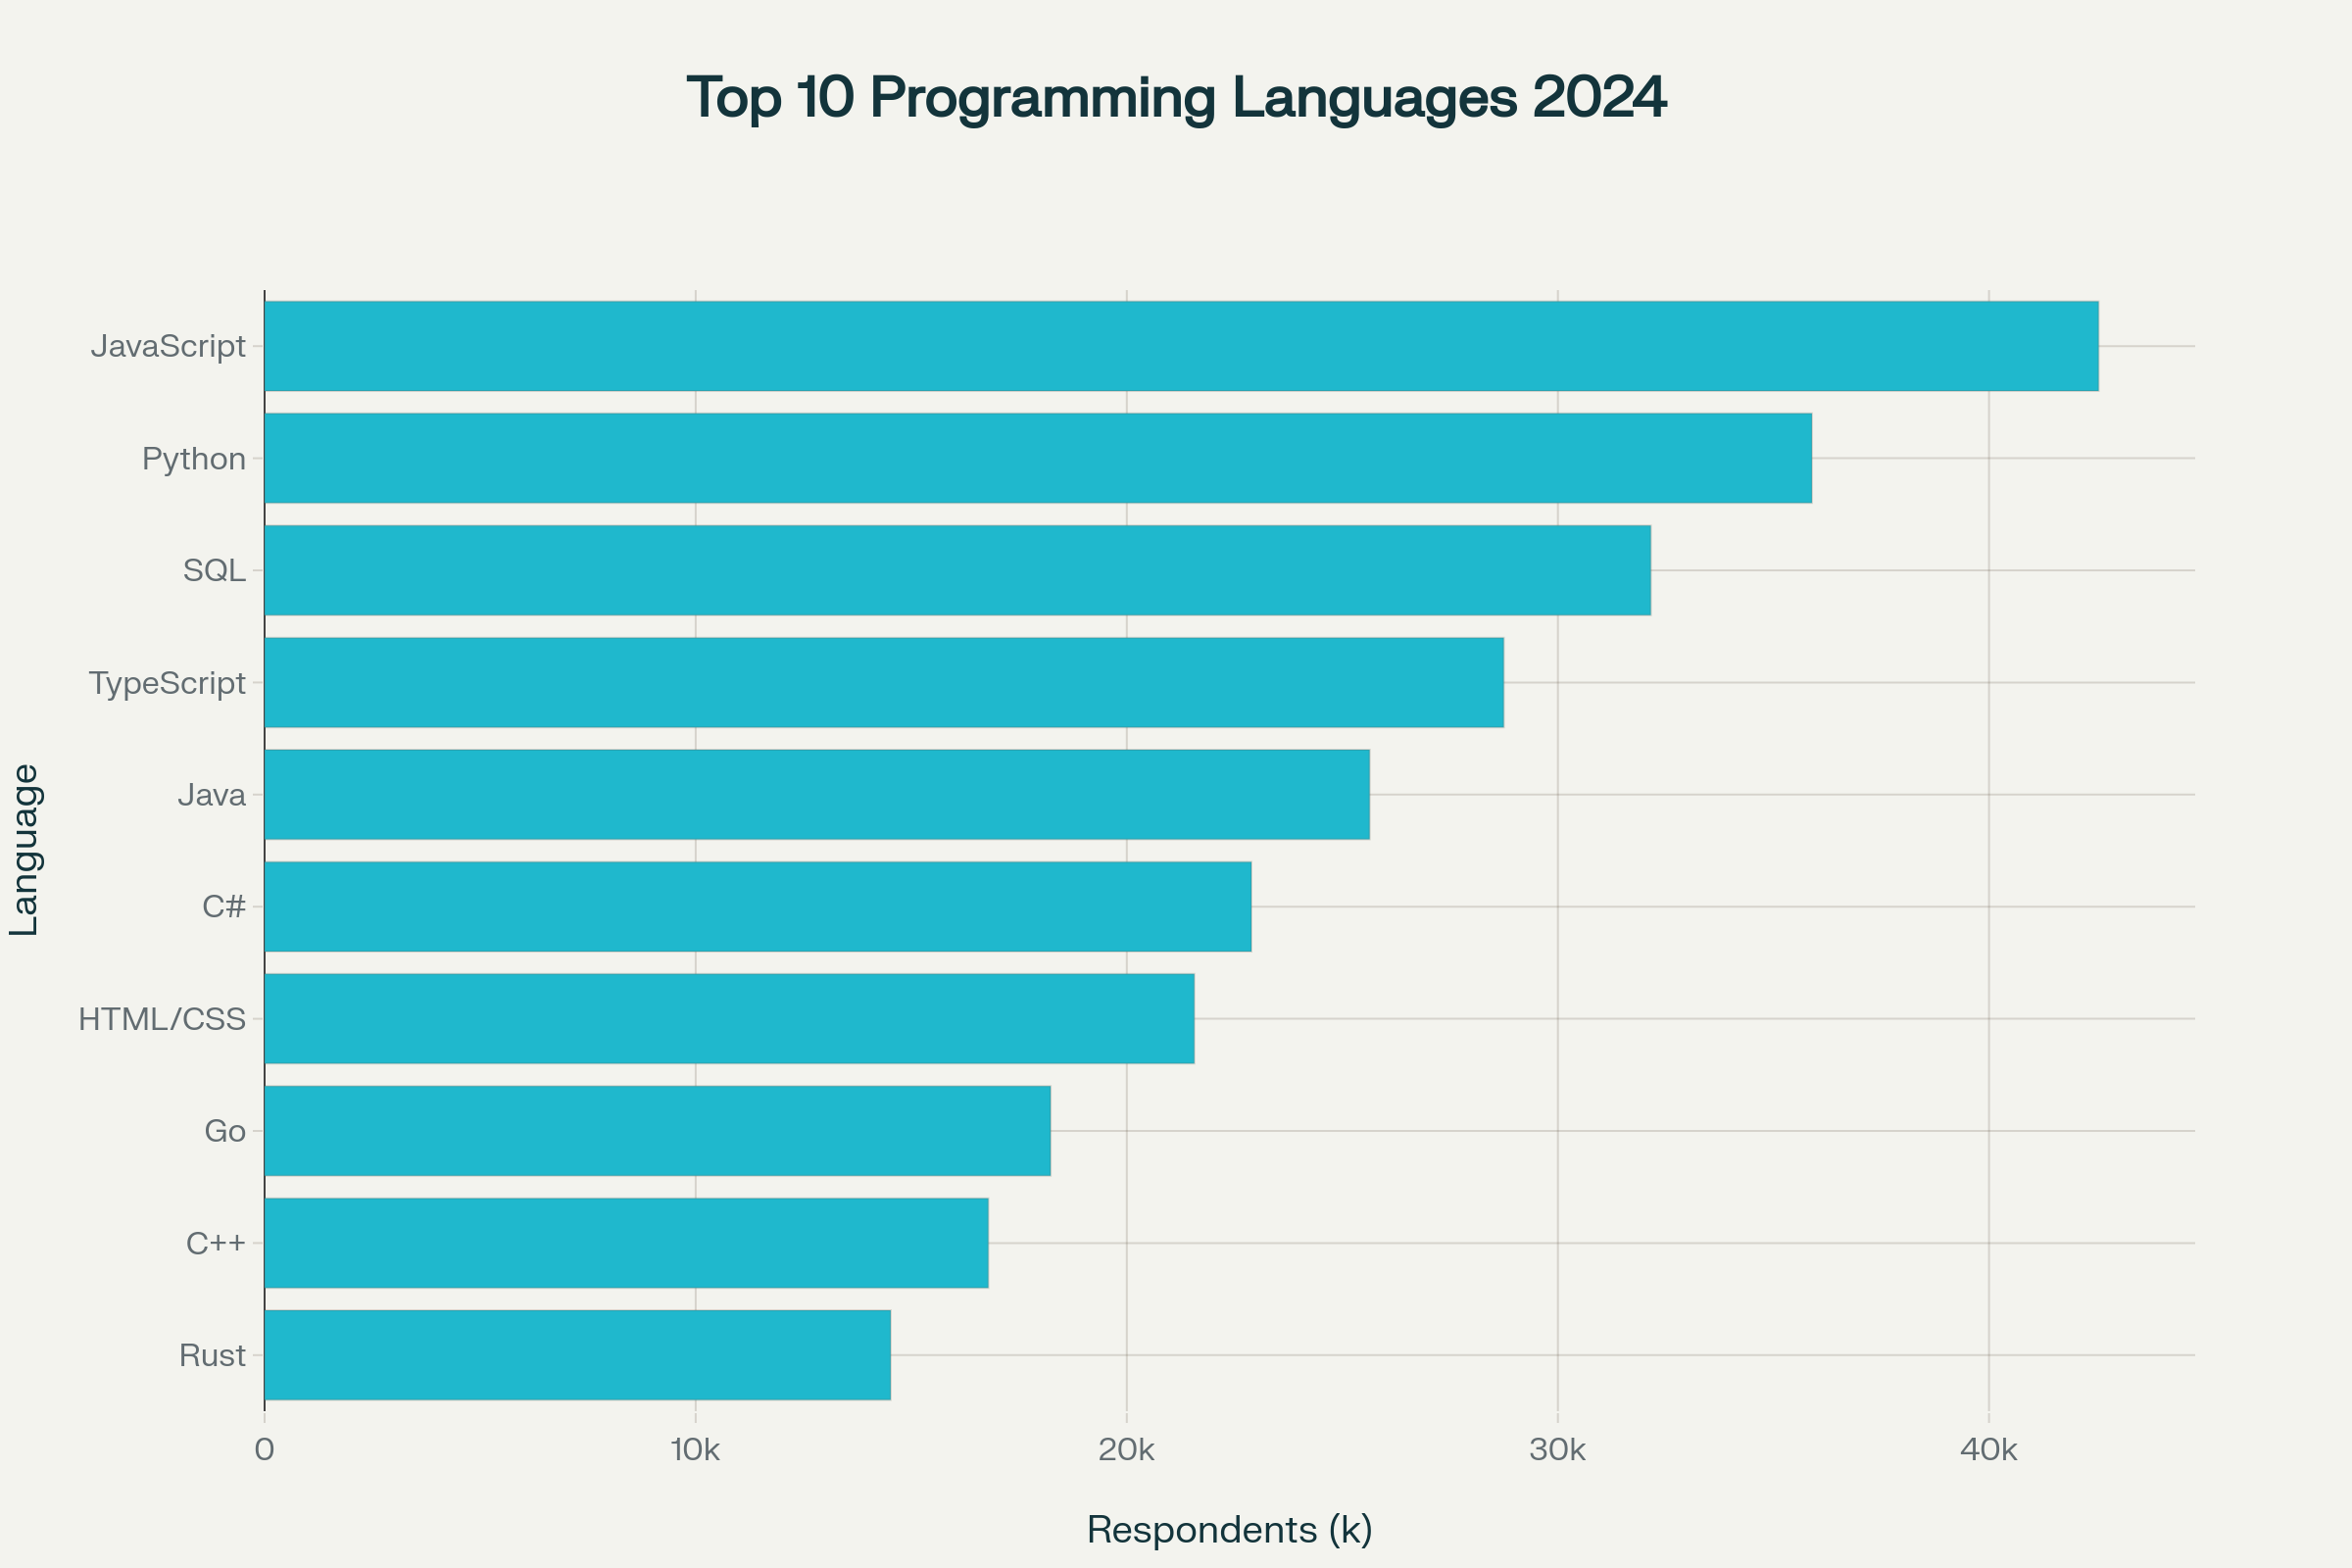 Top 10 Programming Languages 2024
JavaScript
Python
SQL
TypeScript
Java
C#
HTML/CSS
Go
C++
Rust
Language
0 10k 20k 30k 40k
Respondents (k)